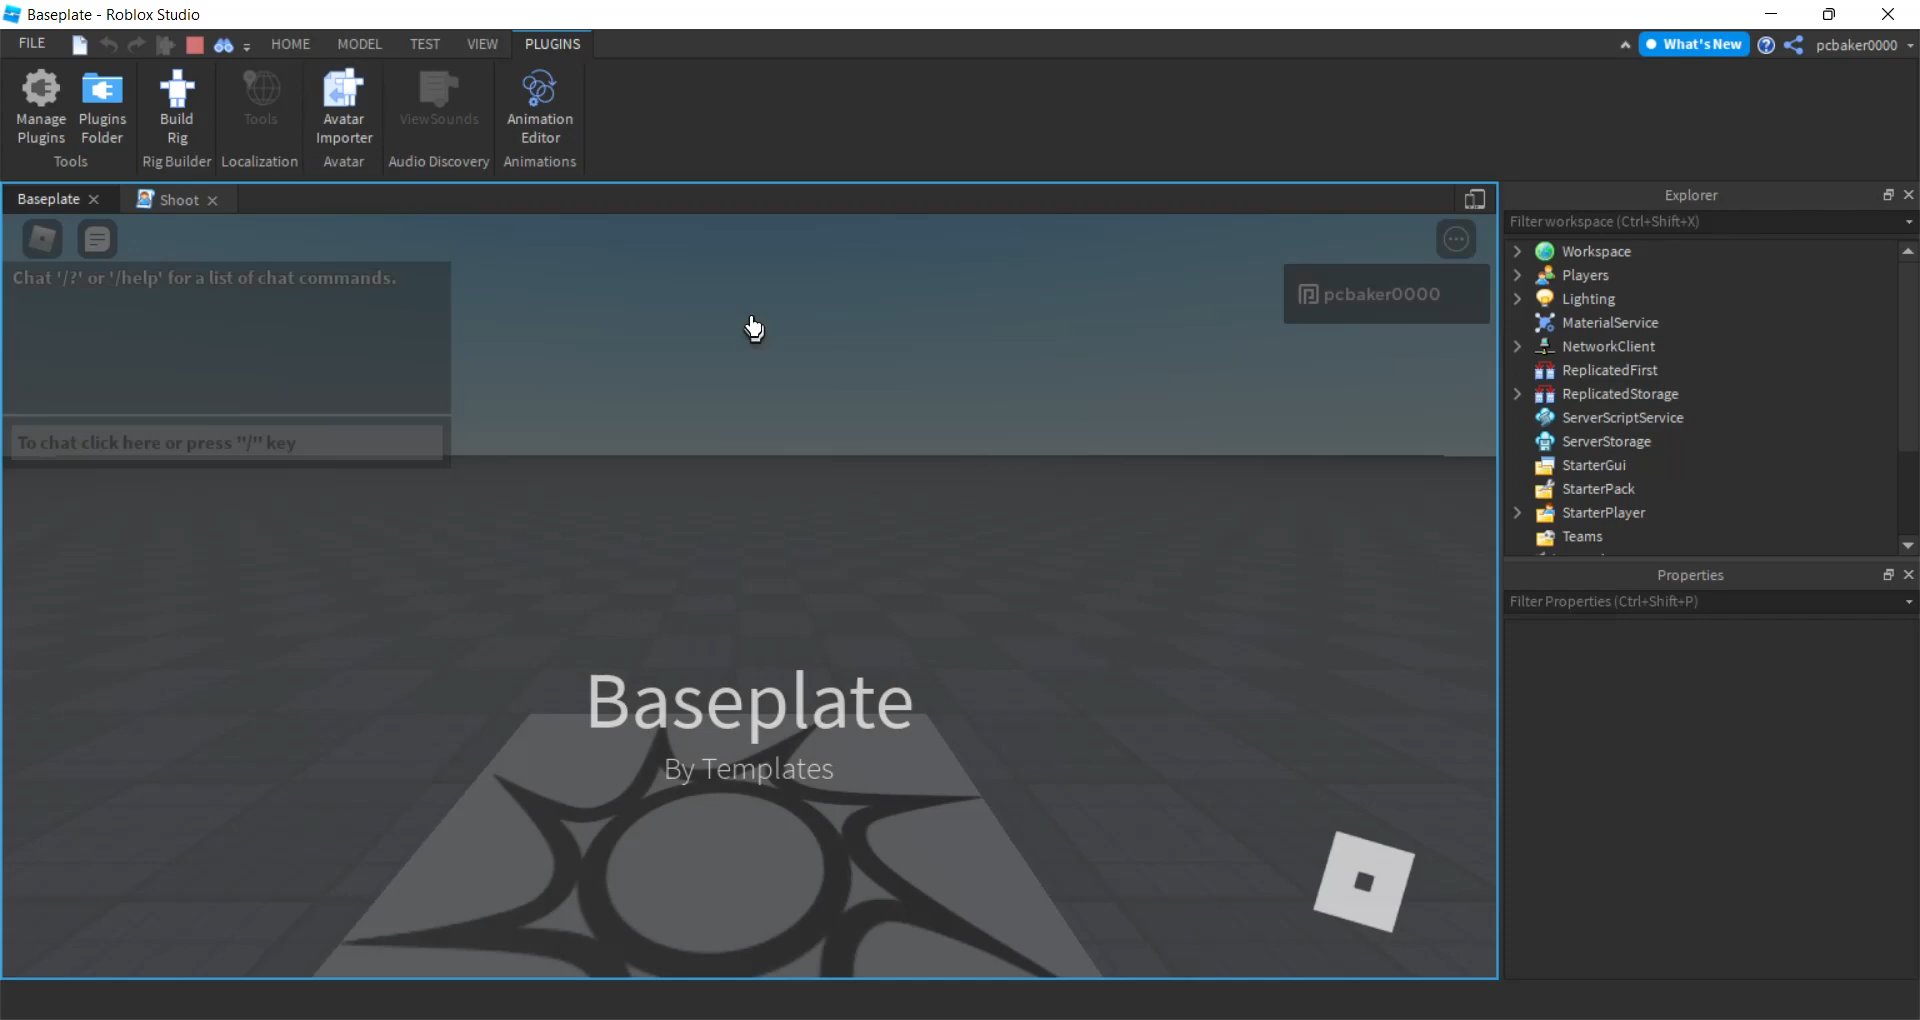 Baseplate - Roblox Studio
FILE HOME MODEL TEST VIEW PLUGINS What's New pcbaker0000
Manage Plugins
Plugins Folder
Tools
Build Rig
Rig Builder
Tools
Localization
Avatar Importer
Avatar
ViewSounds
Audio Discovery
Animation Editor
Animations
Baseplate Shoot
Chat '/?' or '/help' for a list of chat commands.
To chat click here or press "/" key
pcbaker0000
Baseplate
By Templates
Explorer
Filter workspace (Ctrl+Shift+X)
Workspace
Players
Lighting
MaterialService
NetworkClient
ReplicatedFirst
ReplicatedStorage
ServerScriptService
ServerStorage
StarterGui
StarterPack
StarterPlayer
Teams
Properties
Filter Properties (Ctrl+Shift+P)